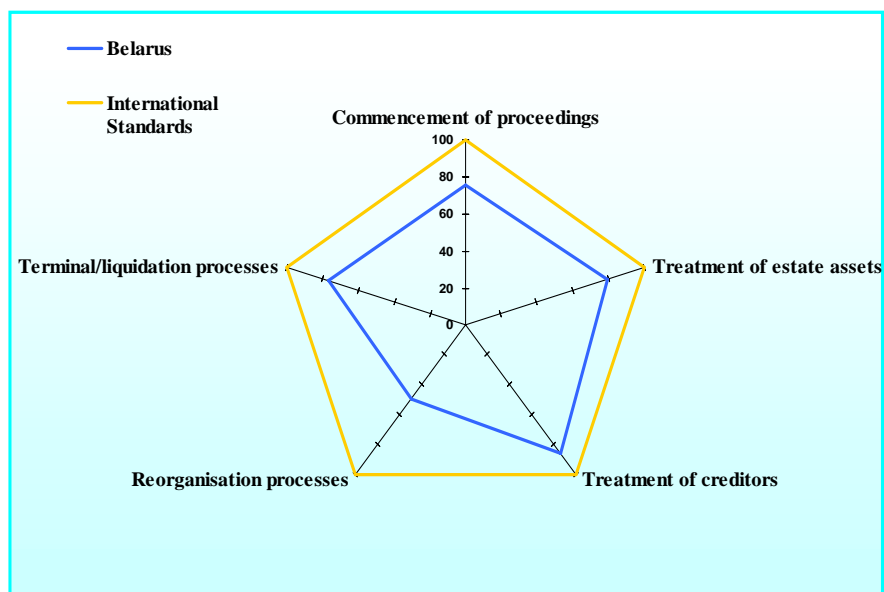 Belarus
International
Standards
Commencement of proceedings
100
80
60
40
20
0
Terminal/liquidation processes
Treatment of estate assets
Reorganisation processes
Treatment of creditors